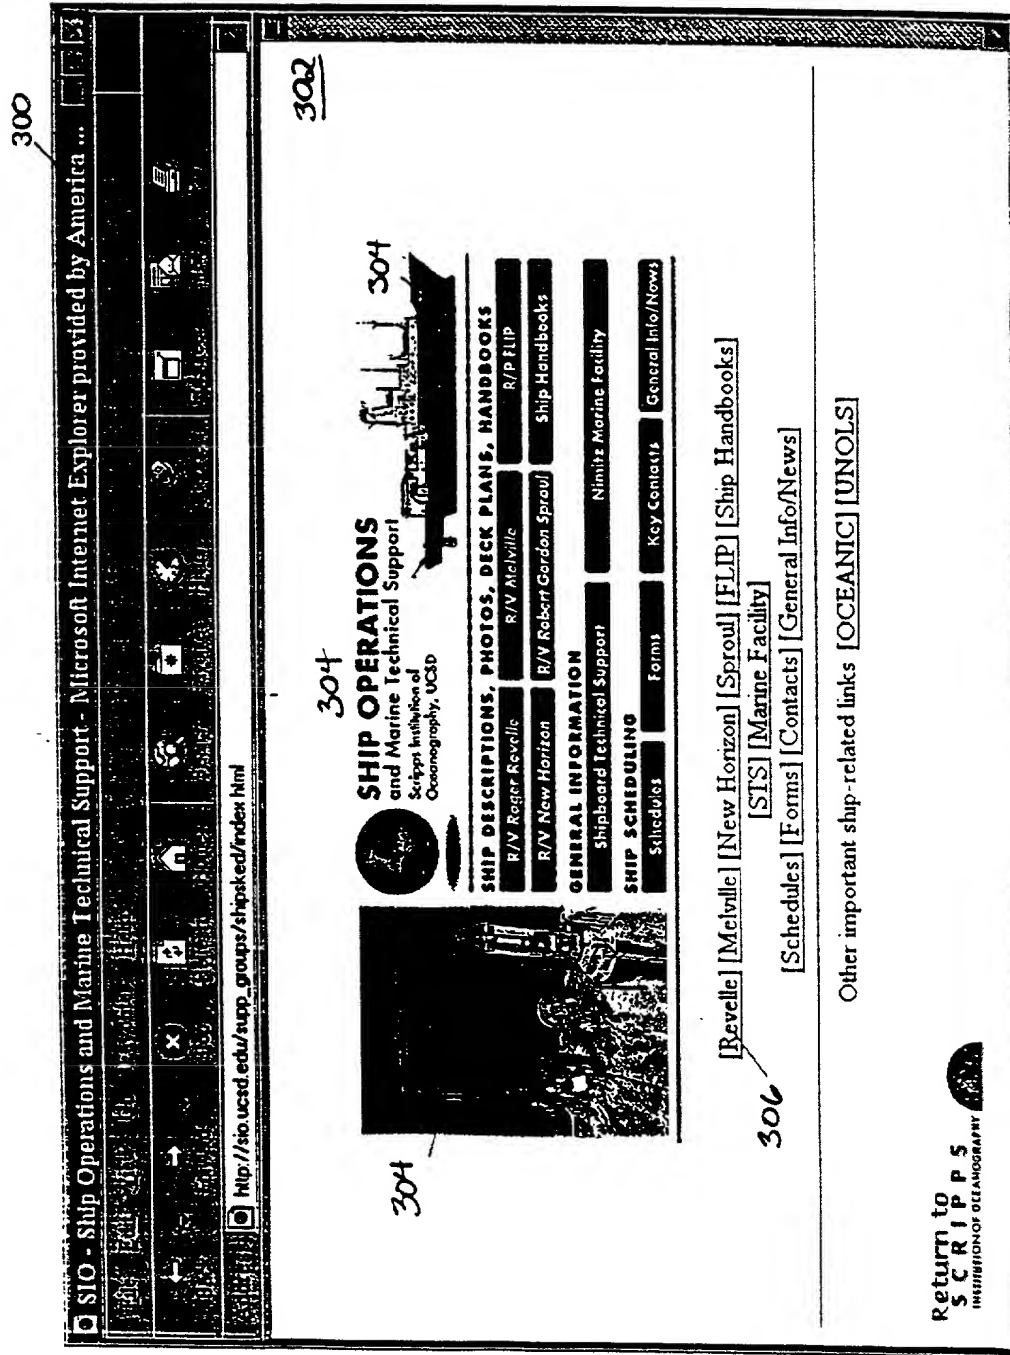 300
SIO - Ship Operations and Marine Technical Support - Microsoft Internet Explorer provided by America ...
http://sio.ucsd.edu/supp_groups/shipsked/index html
302
304
304
304
SHIP OPERATIONS
and Marine Technical Support
Scripps Institution of
Oceanography, UCSD
SHIP DESCRIPTIONS, PHOTOS, DECK PLANS, HANDBOOKS
R/V Roger Revelle R/V Melville R/P FLIP
R/V New Horizon R/V Robert Gordon Sproul Ship Handbooks
GENERAL INFORMATION
Shipboard Technical Support Nimitz Marine Facility
SHIP SCHEDULING
Schedules Forms Key Contacts General Info/News
[Revelle] [Melville] [New Horizon] [Sproul] [FLIP] [Ship Handbooks]
[STS] [Marine Facility]
[Schedules] [Forms] [Contacts] [General Info/News]
306
Other important ship-related links [OCEANIC] [UNOLS]
Return to
SCRIPPS
INSTITUTION OF OCEANOGRAPHY